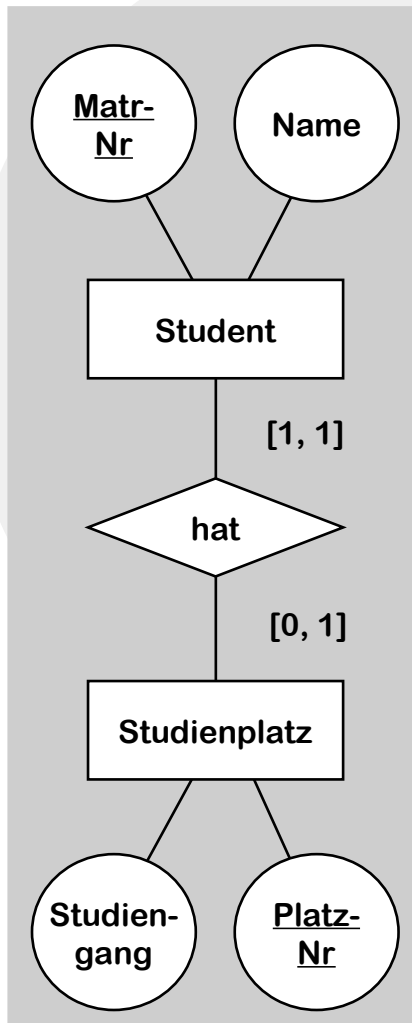 Matr-
Nr
Name
Student
[1, 1]
hat
[0, 1]
Studienplatz
Studien-
gang
Platz-
Nr